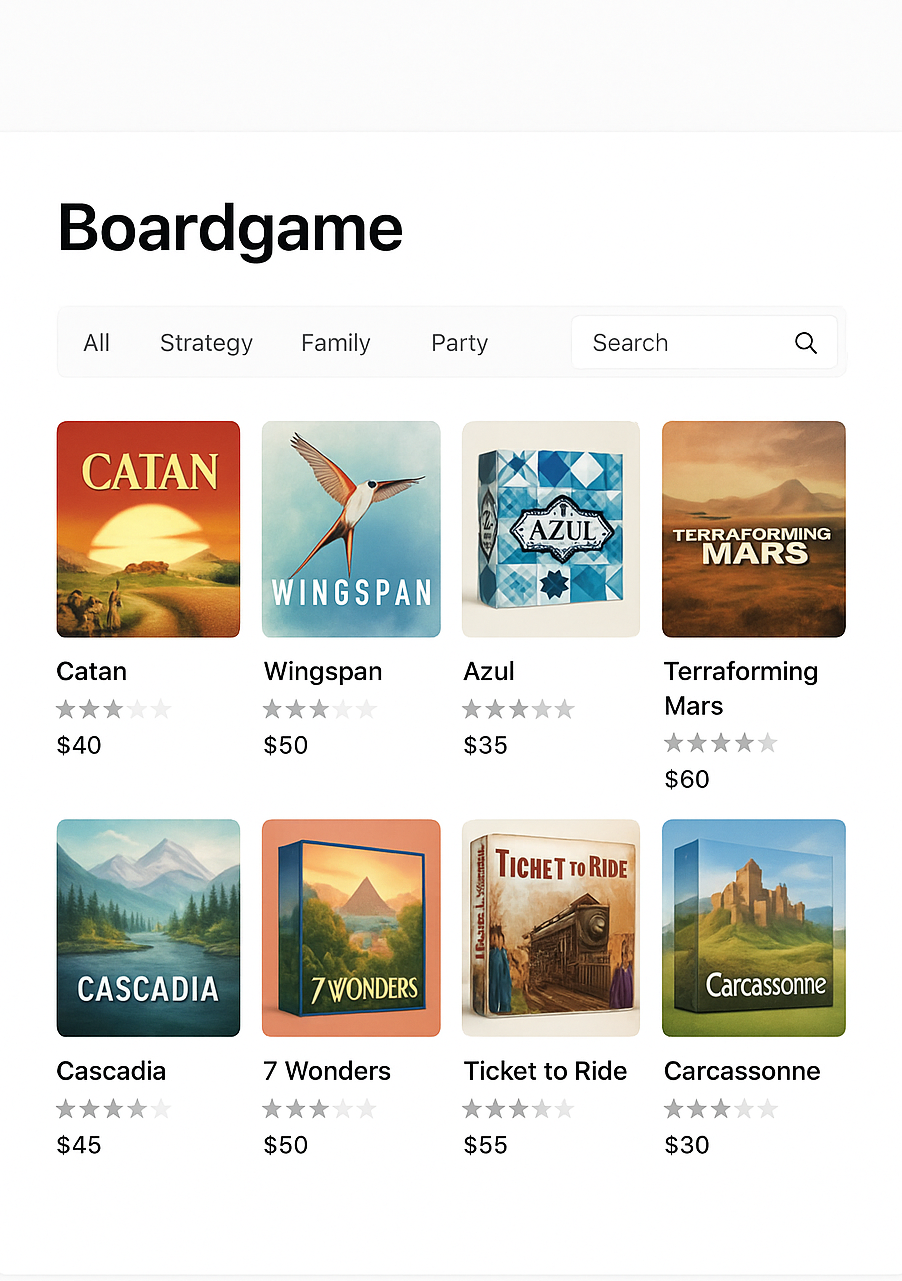 Boardgame
All Strategy Family Party Search
CATAN
WINGSPAN
AZUL
TERRAFORMING
MARS
Catan
$40
Wingspan
$50
Azul
$35
Terraforming
Mars
$60
CASCADIA
7 WONDERS
TICHET TO RIDE
Carcassonne
Cascadia
$45
7 Wonders
$50
Ticket to Ride
$55
Carcassonne
$30